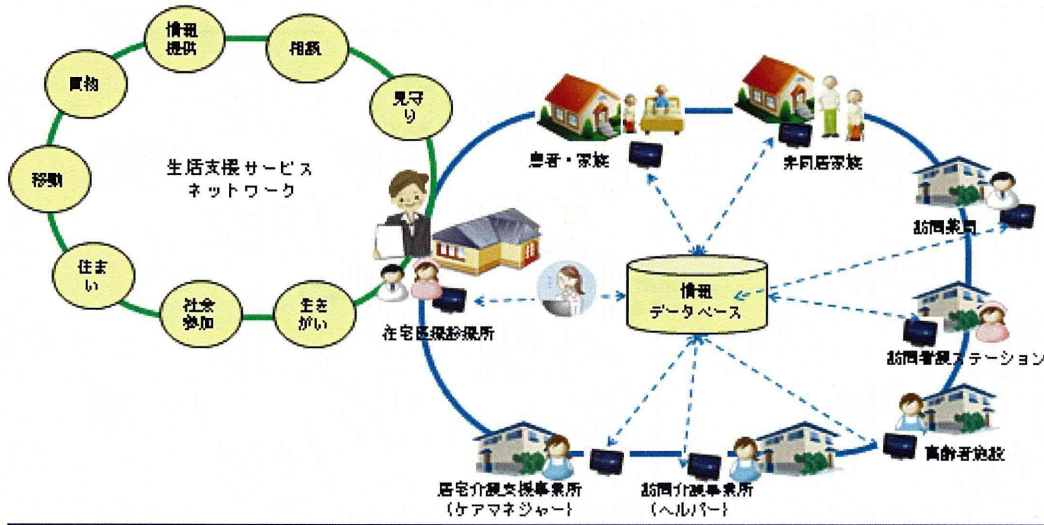 情報
提供
相談
買物
見守
り
生活支援サービス
ネットワーク
移動
住まい
社会
参加
生き
がい
患者・家族
非同居家族
訪問薬局
情報
データベース
在宅医療診療所
訪問看護ステーション
高齢者施設
居宅介護支援事業所
(ケアマネジャー)
訪問介護事業所
(ヘルパー)